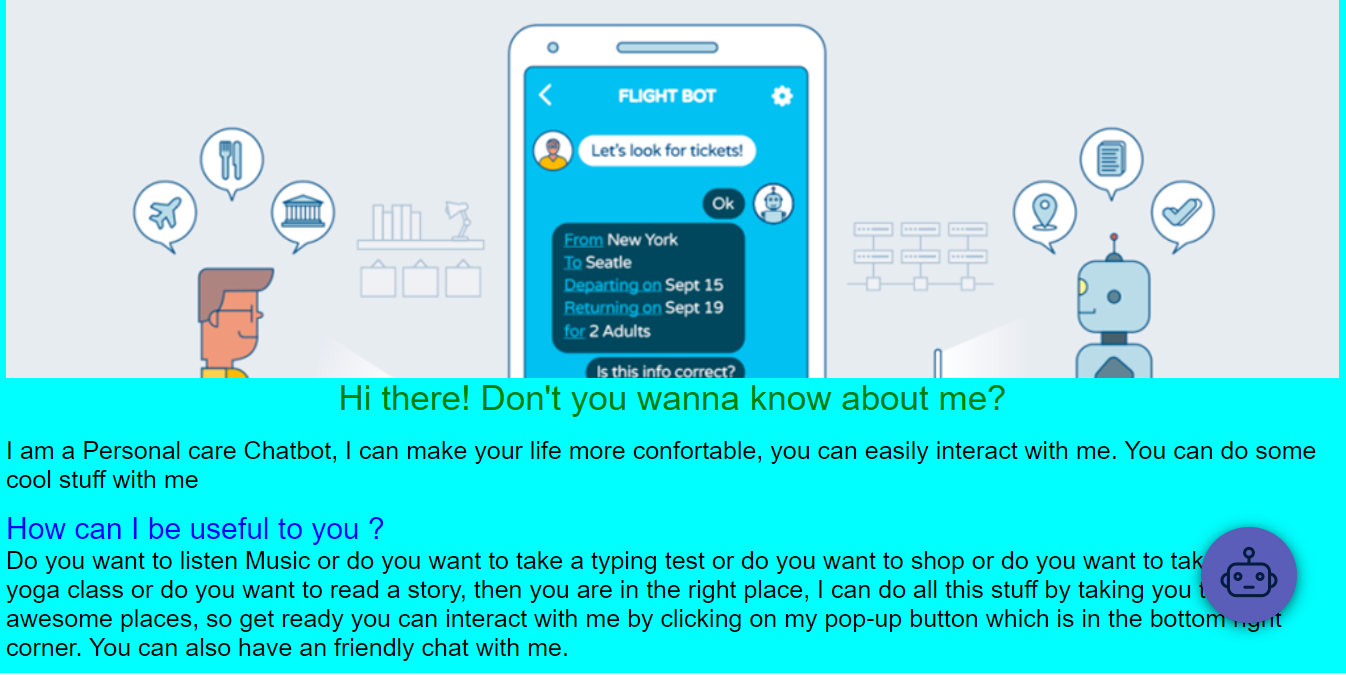 FLIGHT BOT
Let's look for tickets!
Ok
From New York
To Seatle
Departing on Sept 15
Returning on Sept 19
for 2 Adults
Is this info correct?
Hi there! Don't you wanna know about me?
I am a Personal care Chatbot, I can make your life more confortable, you can easily interact with me. You can do some
cool stuff with me
How can I be useful to you ?
Do you want to listen Music or do you want to take a typing test or do you want to shop or do you want to
yoga class or do you want to read a story, then you are in the right place, I can do all this stuff by taking you
awesome places, so get ready you can interact with me by clicking on my pop-up button which is in the bottom right
corner. You can also have an friendly chat with me.